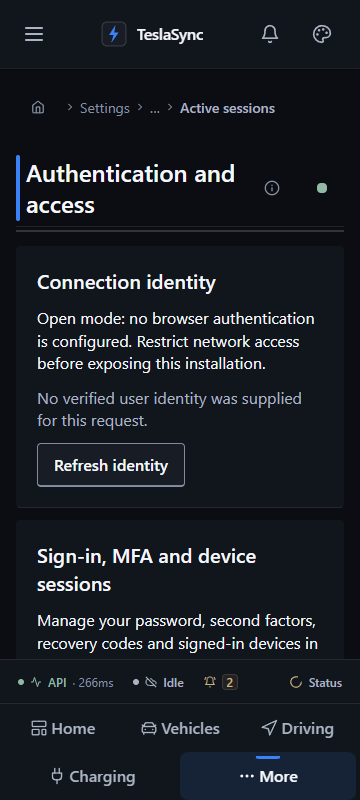 TeslaSync
Settings ... Active sessions
Authentication and
access
Connection identity
Open mode: no browser authentication
is configured. Restrict network access
before exposing this installation.
No verified user identity was supplied
for this request.
Refresh identity
Sign-in, MFA and device
sessions
Manage your password, second factors,
recovery codes and signed-in devices in
API · 266ms Idle 2 Status
Home Vehicles Driving
Charging ··· More